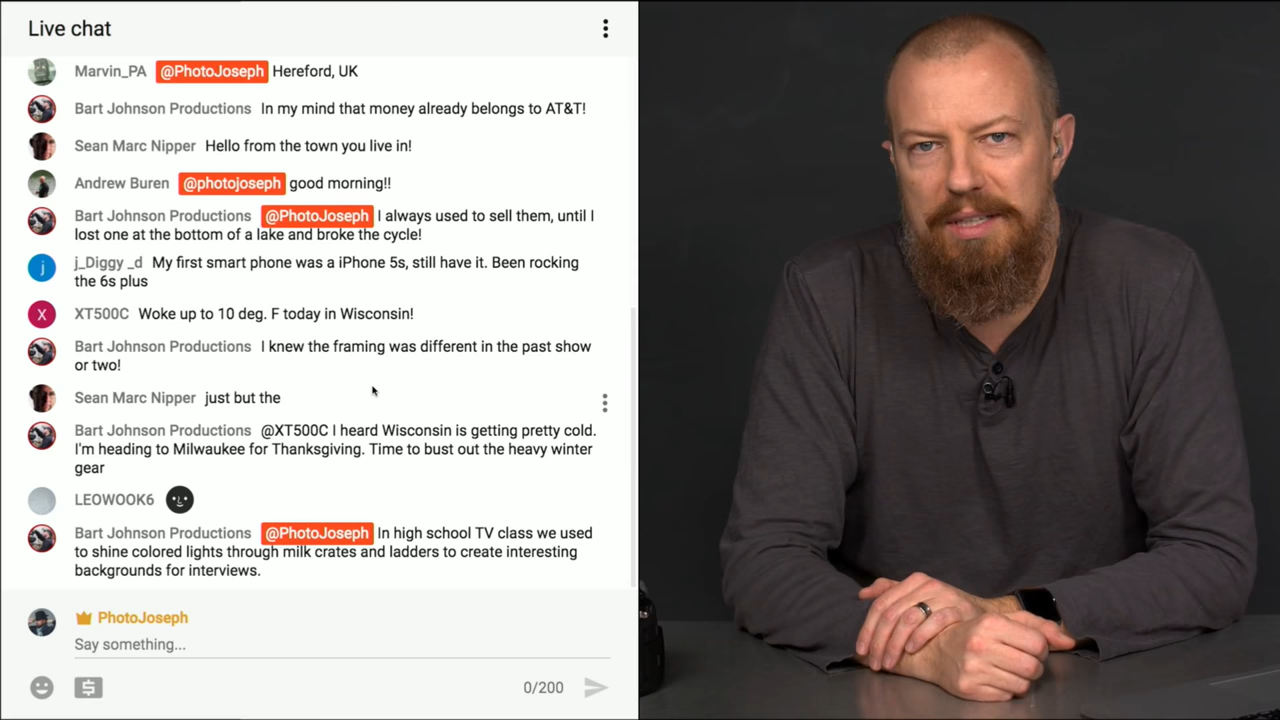 Live chat
Marvin_PA @PhotoJoseph Hereford, UK
Bart Johnson Productions In my mind that money already belongs to AT&T!
Sean Marc Nipper Hello from the town you live in!
Andrew Buren @photojoseph good morning!!
Bart Johnson Productions @PhotoJoseph I always used to sell them, until I
lost one at the bottom of a lake and broke the cycle!
j j_Diggy _d My first smart phone was a iPhone 5s, still have it. Been rocking
the 6s plus
X XT500C Woke up to 10 deg. F today in Wisconsin!
Bart Johnson Productions I knew the framing was different in the past show
or two!
Sean Marc Nipper just but the
Bart Johnson Productions @XT500C I heard Wisconsin is getting pretty cold.
I'm heading to Milwaukee for Thanksgiving. Time to bust out the heavy winter
gear
LEOWOOK6
Bart Johnson Productions @PhotoJoseph In high school TV class we used
to shine colored lights through milk crates and ladders to create interesting
backgrounds for interviews.
PhotoJoseph
Say something...
$ 0/200